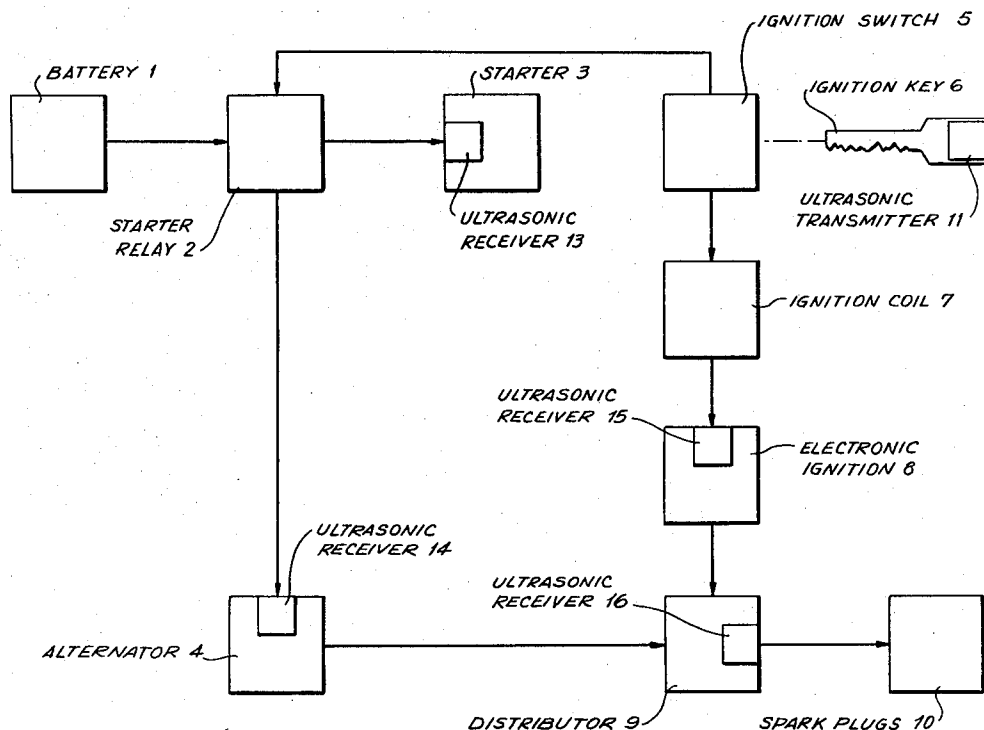 IGNITION SWITCH 5
BATTERY 1
STARTER 3
IGNITION KEY 6
STARTER
RELAY 2
ULTRASONIC
RECEIVER 13
ULTRASONIC
TRANSMITTER 11
IGNITION COIL 7
ULTRASONIC
RECEIVER 15
ELECTRONIC
IGNITION 8
ULTRASONIC
RECEIVER 14
ULTRASONIC
RECEIVER 16
ALTERNATOR 4
DISTRIBUTOR 9
SPARK PLUGS 10